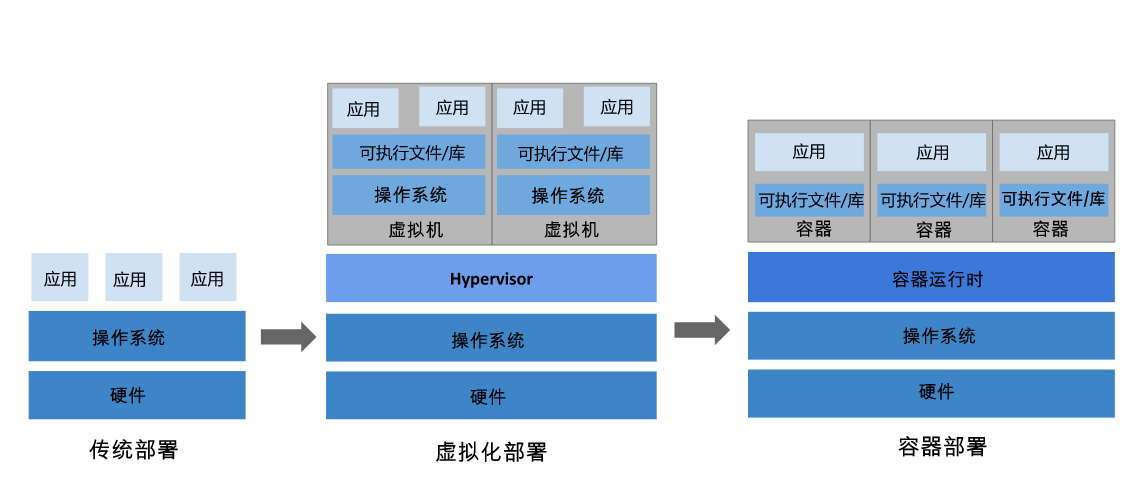 应用
应用
应用
操作系统
硬件
传统部署
应用
应用
可执行文件/库
操作系统
虚拟机
应用
应用
可执行文件/库
操作系统
虚拟机
Hypervisor
操作系统
硬件
虚拟化部署
应用
可执行文件/库
容器
应用
可执行文件/库
容器
应用
可执行文件/库
容器
容器运行时
操作系统
硬件
容器部署